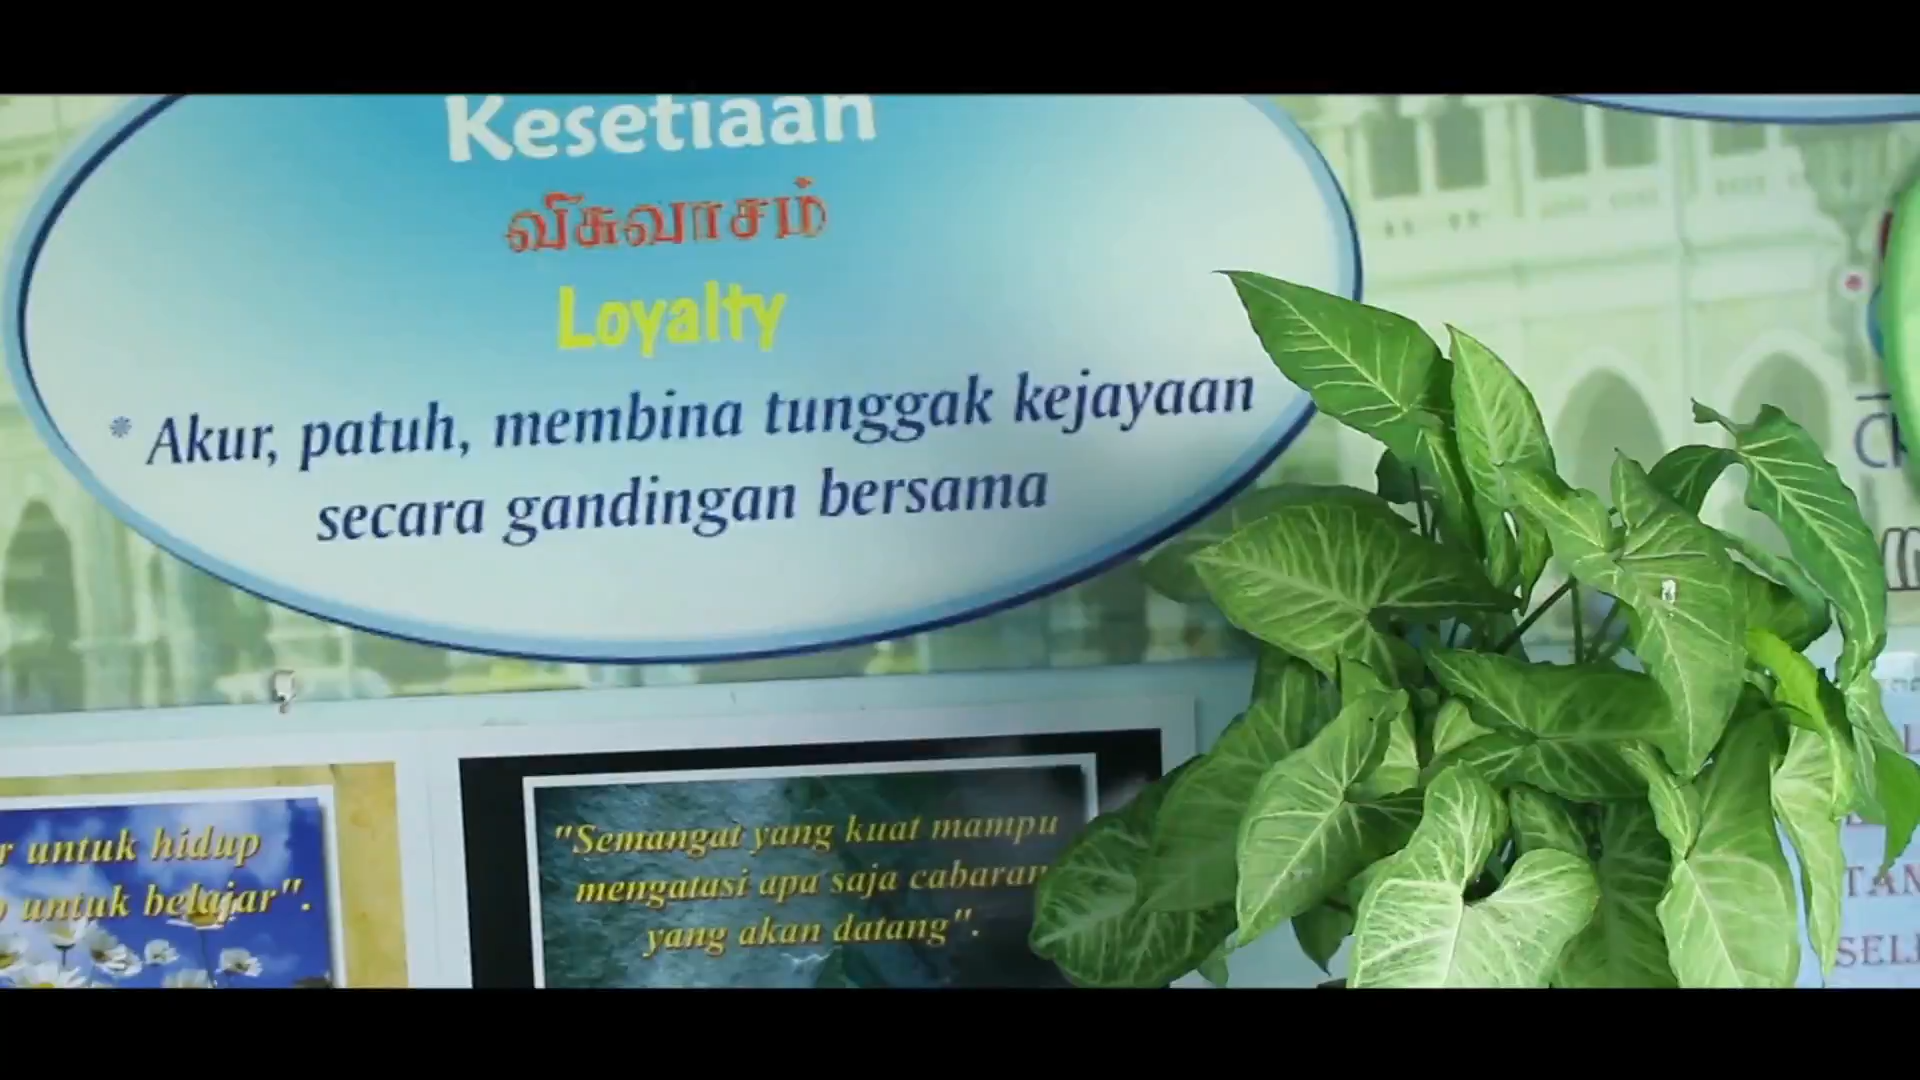 Kesetiaan
விசுவாசம்
Loyalty
* Akur, patuh, membina tunggak kejayaan
secara gandingan bersama
untuk hidup
untuk belajar".
"Semangat yang kuat mampu
mengatasi apa saja cabaran
yang akan datang".